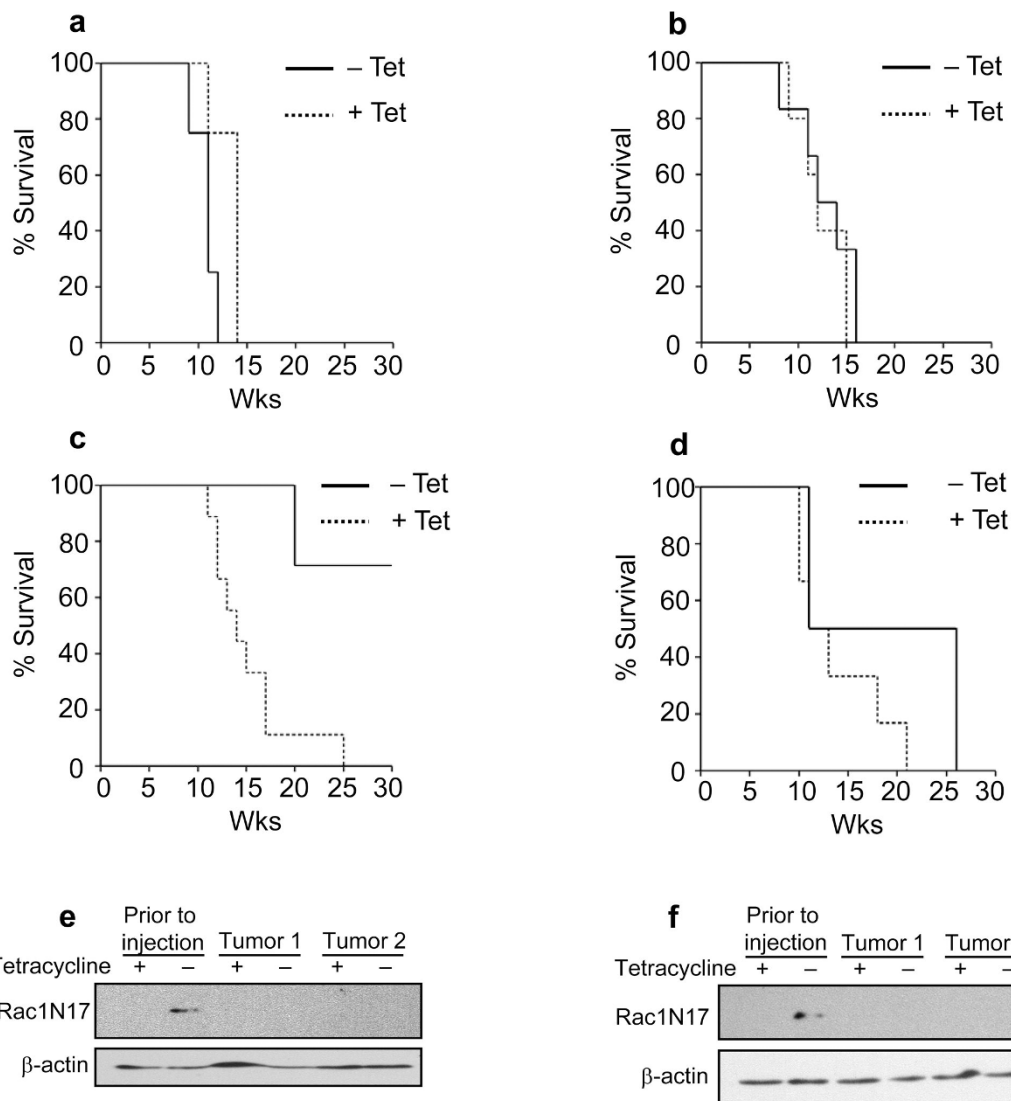 a
100
80
60
40
20
0
% Survival
– Tet
+ Tet
0 5 10 15 20 25 30
Wks
b
100
80
60
40
20
0
% Survival
– Tet
+ Tet
0 5 10 15 20 25 30
Wks
c
100
80
60
40
20
0
% Survival
– Tet
+ Tet
0 5 10 15 20 25 30
Wks
d
100
80
60
40
20
0
% Survival
– Tet
+ Tet
0 5 10 15 20 25 30
Wks
e
Prior to
injection Tumor 1 Tumor 2
Tetracycline + – + – + –
Rac1N17
β-actin
f
Prior to
injection Tumor 1 Tumor
Tetracycline + – + – + –
Rac1N17
β-actin